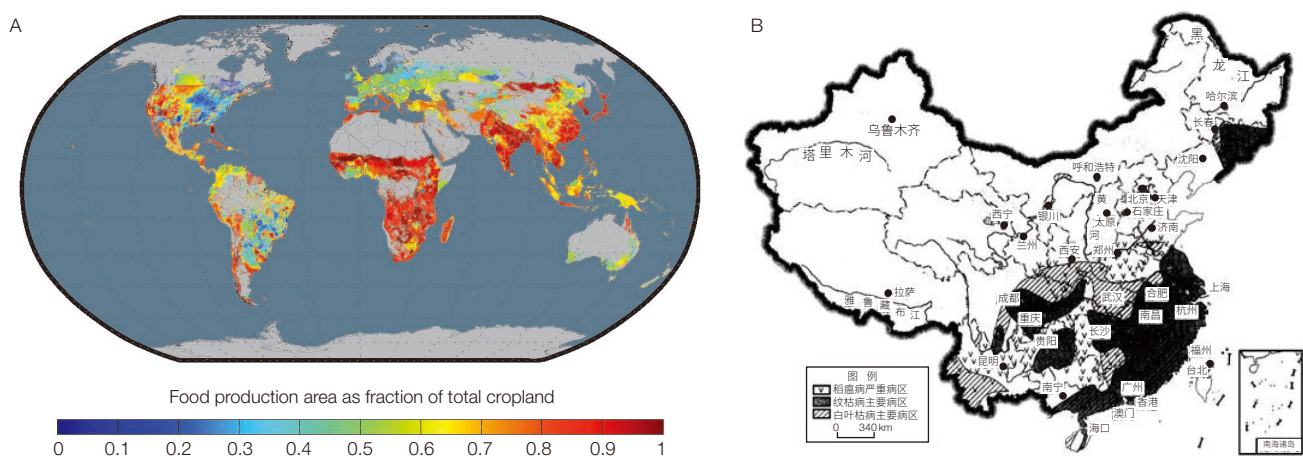 A
Food production area as fraction of total cropland
0 0.1 0.2 0.3 0.4 0.5 0.6 0.7 0.8 0.9 1
B
黑
龙
江
哈尔滨
长春
乌鲁木齐
塔里木河
沈阳
呼和浩特
北京
天津
黄
银川
石家庄
太原
西宁
济南
河
兰州
西安
郑州
拉萨
雅鲁藏布江
成都
武汉
合肥
上海
重庆
南昌
杭州
贵阳
长沙
昆明
福州
台北
南宁
广州
香港
澳门
海口
图 例
稻瘟病严重病区
纹枯病主要病区
白叶枯病主要病区
0 340 km
南海诸岛